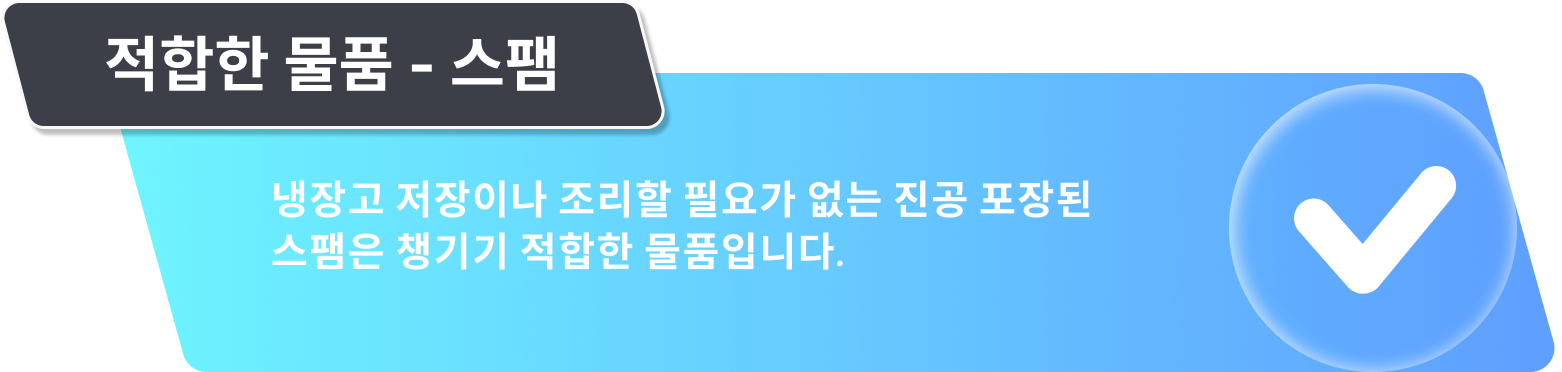 적합한 물품 - 스팸
냉장고 저장이나 조리할 필요가 없는 진공 포장된
스팸은 챙기기 적합한 물품입니다.